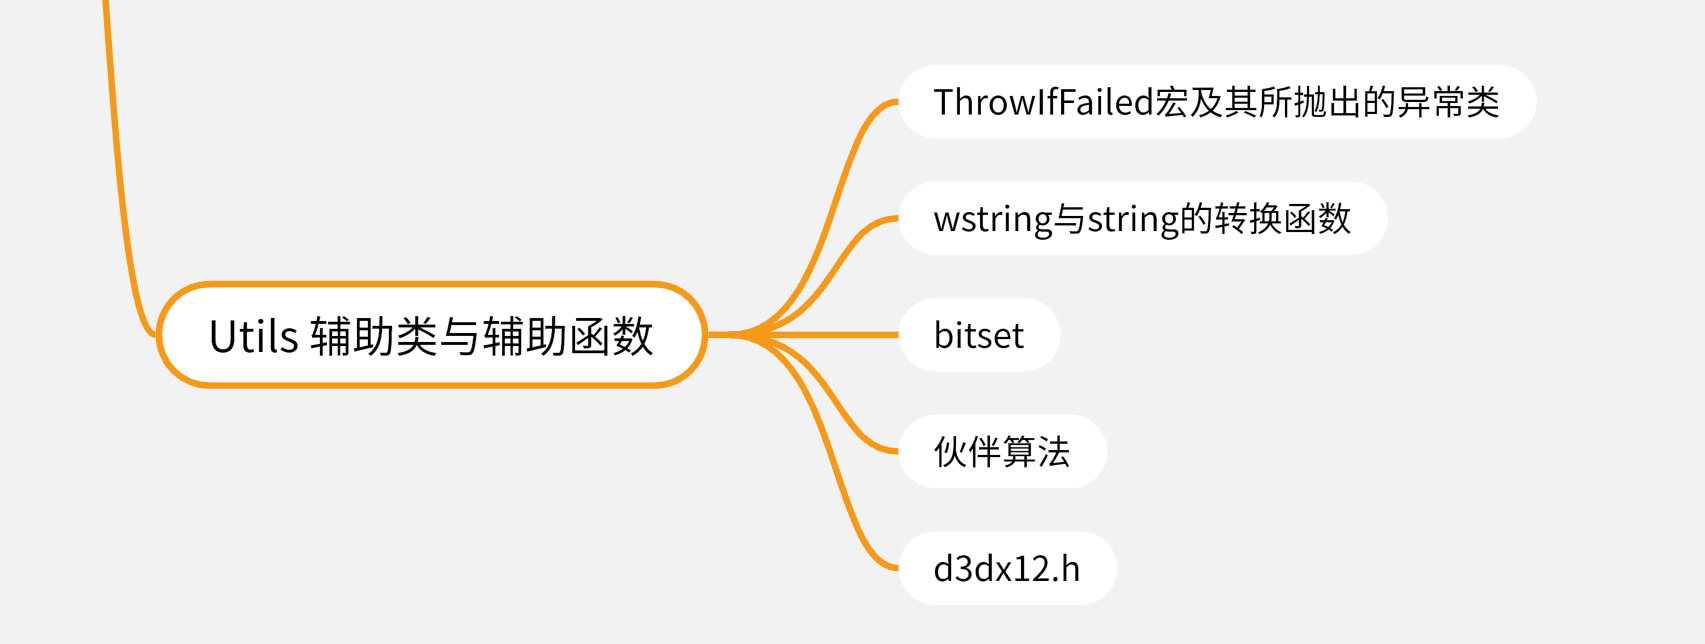 ThrowIfFailed宏及其所抛出的异常类
wstring与string的转换函数
Utils 辅助类与辅助函数
bitset
伙伴算法
d3dx12.h